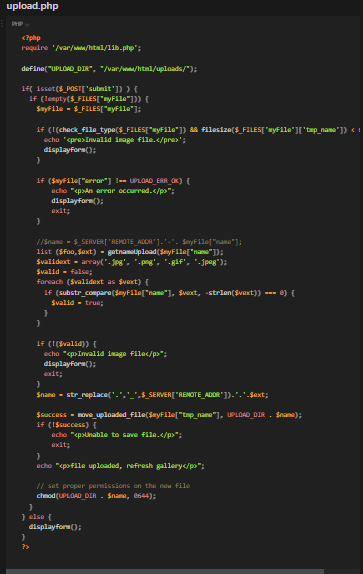 upload.php
PHP
<?php
require '/var/www/html/lib.php';
define("UPLOAD_DIR", "/var/www/html/uploads/");
if( isset($_POST['submit']) ) {
if (!empty($_FILES["myFile"])) {
$myFile = $_FILES["myFile"];
if (!(check_file_type($_FILES["myFile"]) && filesize($_FILES['myFile']['tmp_name']) <
echo '<pre>Invalid image file.</pre>';
displayform();
}
if ($myFile["error"] !== UPLOAD_ERR_OK) {
echo "<p>An error occurred.</p>";
displayform();
exit;
}
//$name = $_SERVER['REMOTE_ADDR'].'-'. $myFile["name"];
list ($foo,$ext) = getnameUpload($myFile["name"]);
$validext = array('.jpg', '.png', '.gif', '.jpeg');
$valid = false;
foreach ($validext as $vext) {
if (substr_compare($myFile["name"], $vext, -strlen($vext)) === 0) {
$valid = true;
}
}
if (!($valid)) {
echo "<p>Invalid image file</p>";
displayform();
exit;
}
$name = str_replace('.','_',$_SERVER['REMOTE_ADDR']).'.'.$ext;
$success = move_uploaded_file($myFile["tmp_name"], UPLOAD_DIR . $name);
if (!$success) {
echo "<p>Unable to save file.</p>";
exit;
}
echo "<p>file uploaded, refresh gallery</p>";
// set proper permissions on the new file
chmod(UPLOAD_DIR . $name, 0644);
}
} else {
displayform();
}
?>